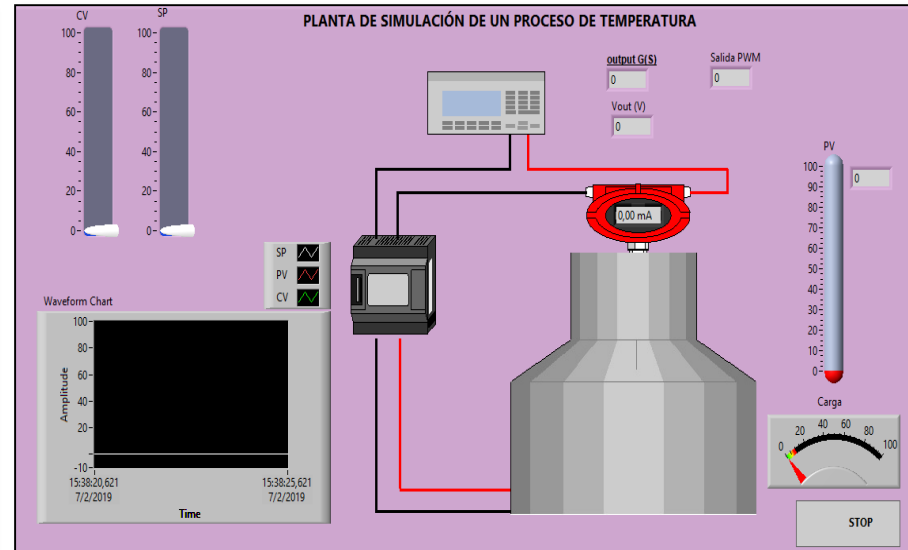 PLANTA DE SIMULACIÓN DE UN PROCESO DE TEMPERATURA
CV
SP
100-
80-
60-
40-
20-
0-
100-
80-
60-
40-
20-
0-
output G(S)
0
Salida PWM
0
Vout (V)
0
0,00 mA
PV
0
100-
90-
80-
70-
60-
50-
40-
30-
20-
10-
0-
SP
PV
CV
Waveform Chart
Amplitude
100-
80-
60-
40-
20-
-10-
15:38:20,621
7/2/2019
15:38:25,621
7/2/2019
Time
Carga
0
20
40
60
80
100
STOP